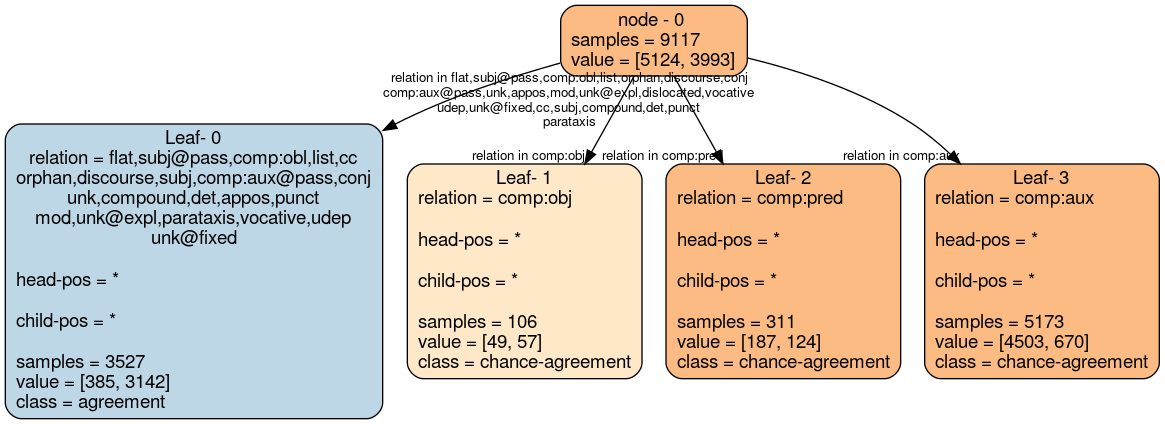 node - 0
samples = 9117
value = [5124, 3993]
relation in flat,subj@pass,comp:obl,list,orphan,discourse,conj
comp:aux@pass,unk,appos,mod,unk@expl,dislocated,vocative
udep,unk@fixed,cc,subj,compound,det,punct
parataxis
relation in comp:obj
relation in comp:pred
relation in comp:aux
Leaf- 0
relation = flat,subj@pass,comp:obl,list,cc
orphan,discourse,subj,comp:aux@pass,conj
unk,compound,det,appos,punct
mod,unk@expl,parataxis,vocative,udep
unk@fixed
head-pos = *
child-pos = *
samples = 3527
value = [385, 3142]
class = agreement
Leaf- 1
relation = comp:obj
head-pos = *
child-pos = *
samples = 106
value = [49, 57]
class = chance-agreement
Leaf- 2
relation = comp:pred
head-pos = *
child-pos = *
samples = 311
value = [187, 124]
class = chance-agreement
Leaf- 3
relation = comp:aux
head-pos = *
child-pos = *
samples = 5173
value = [4503, 670]
class = chance-agreement